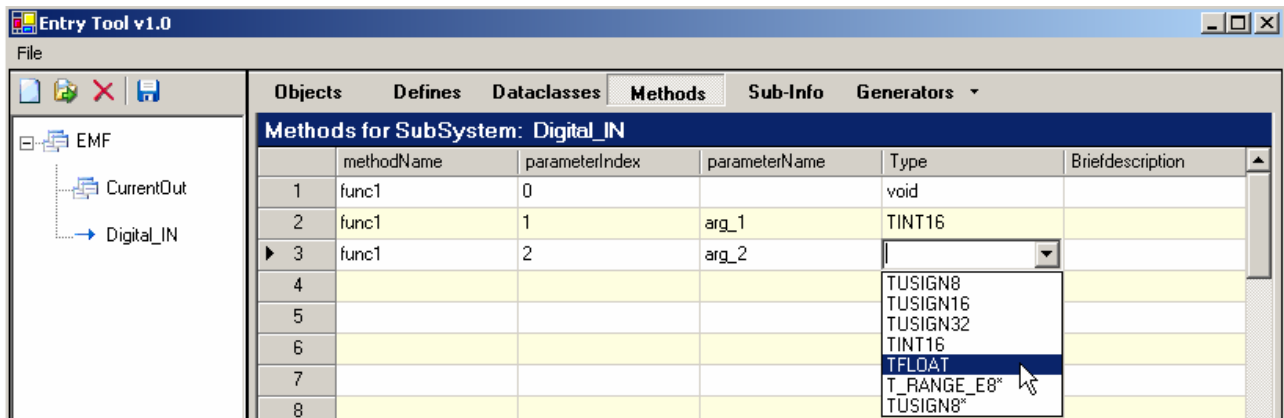 Entry Tool v1.0
File
Objects Defines Dataclasses Methods Sub-Info Generators
EMF
CurrentOut
Digital_IN
Methods for SubSystem: Digital_IN
methodName parameterIndex parameterName Type Briefdescription
1 func1 0 void
2 func1 1 arg_1 TINT16
3 func1 2 arg_2
4
5
6
7
8
TUSIGN8
TUSIGN16
TUSIGN32
TINT16
TFLOAT
T_RANGE_E8*
TUSIGN8*